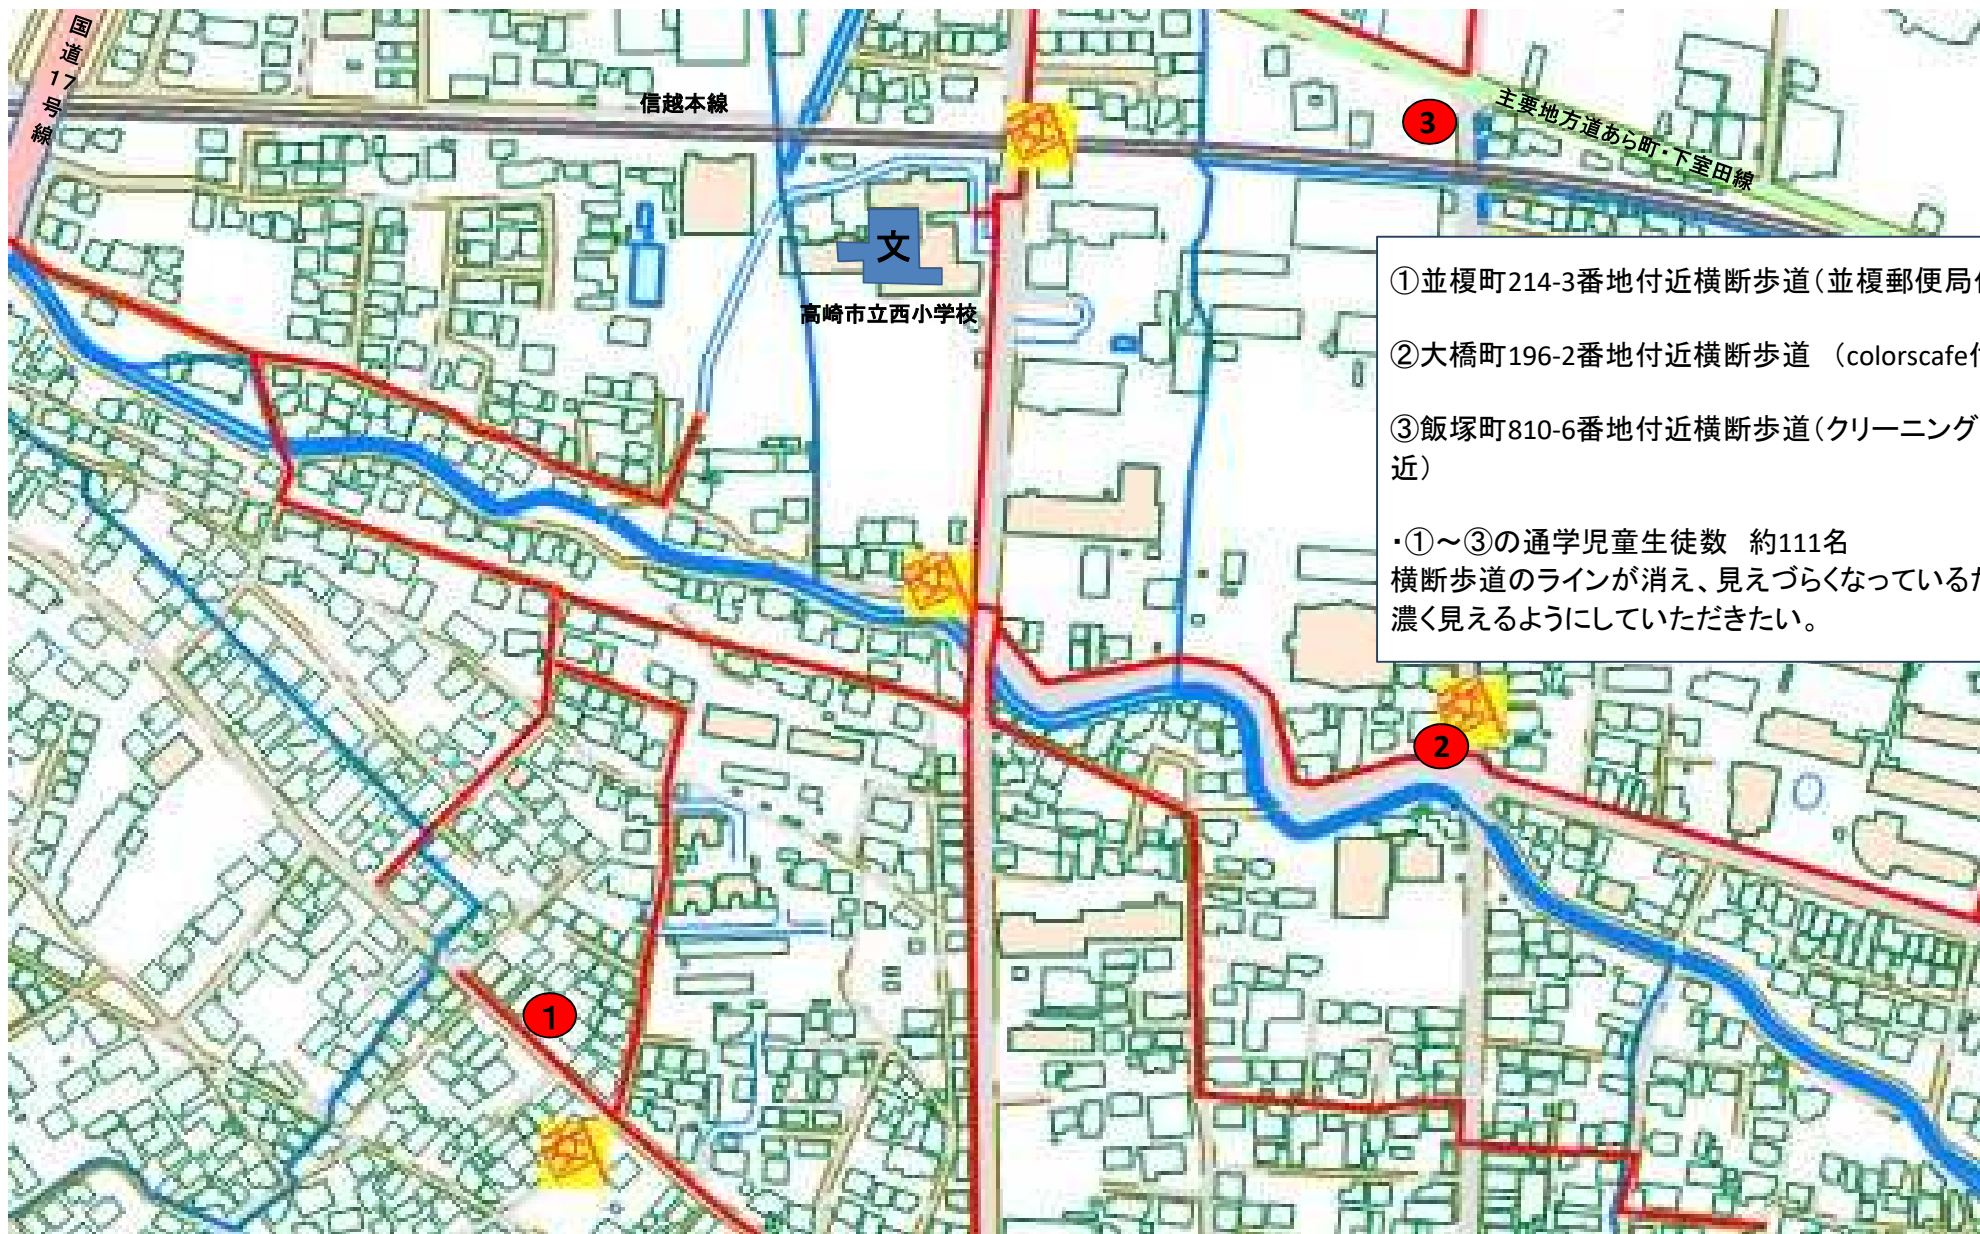 国道17号線
信越本線
3
主要地方道あら町・下室田線
文
高崎市立西小学校
①並榎町214-3番地付近横断歩道（並榎郵便局
②大橋町196-2番地付近横断歩道 （colorscafe
③飯塚町810-6番地付近横断歩道（クリーニング
近）
・①～③の通学児童生徒数 約111名
横断歩道のラインが消え、見えづらくなっている
濃く見えるようにしていただきたい。
2
1